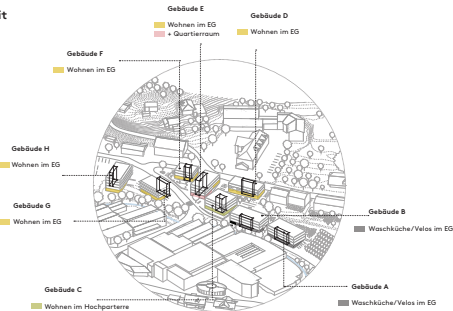 it
Gebäude E
Wohnen im EG
+ Quartierraum
Gebäude D
Wohnen im EG
Gebäude F
Wohnen im EG
Gebäude H
Wohnen im EG
Gebäude G
Wohnen im EG
Gebäude B
Waschküche/Velos im EG
Gebäude A
Waschküche/Velos im EG
Gebäude C
Wohnen im Hochparterre